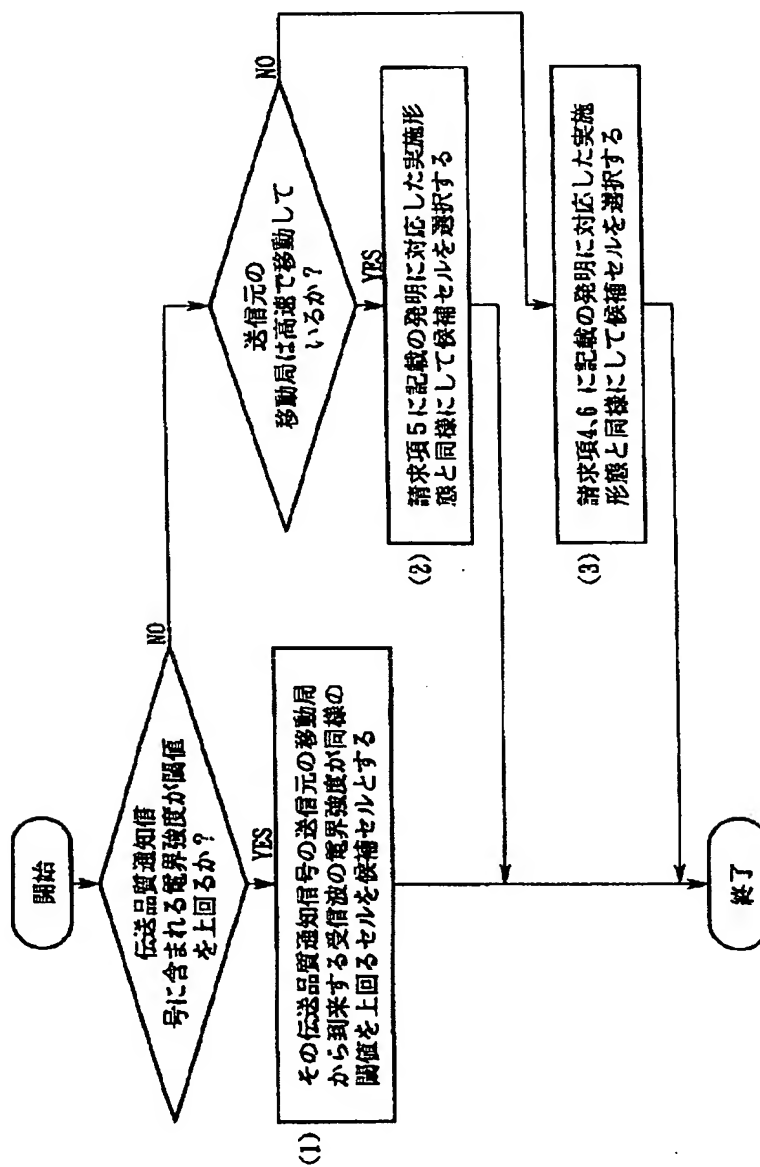 開始
伝送品質通知信
号に含まれる電界強度が閾値
を上回るか?
NO
YES
(1)
その伝送品質通知信号の送信元の移動局
から到来する受信波の電界強度が同様の
閾値を上回るセルを候補セルとする
送信元の
移動局は高速で移動して
いるか?
NO
YES
(2)
請求項5に記載の発明に対応した実施形
態と同様にして候補セルを選択する
(3)
請求項4、6に記載の発明に対応した実施
形態と同様にして候補セルを選択する
終了